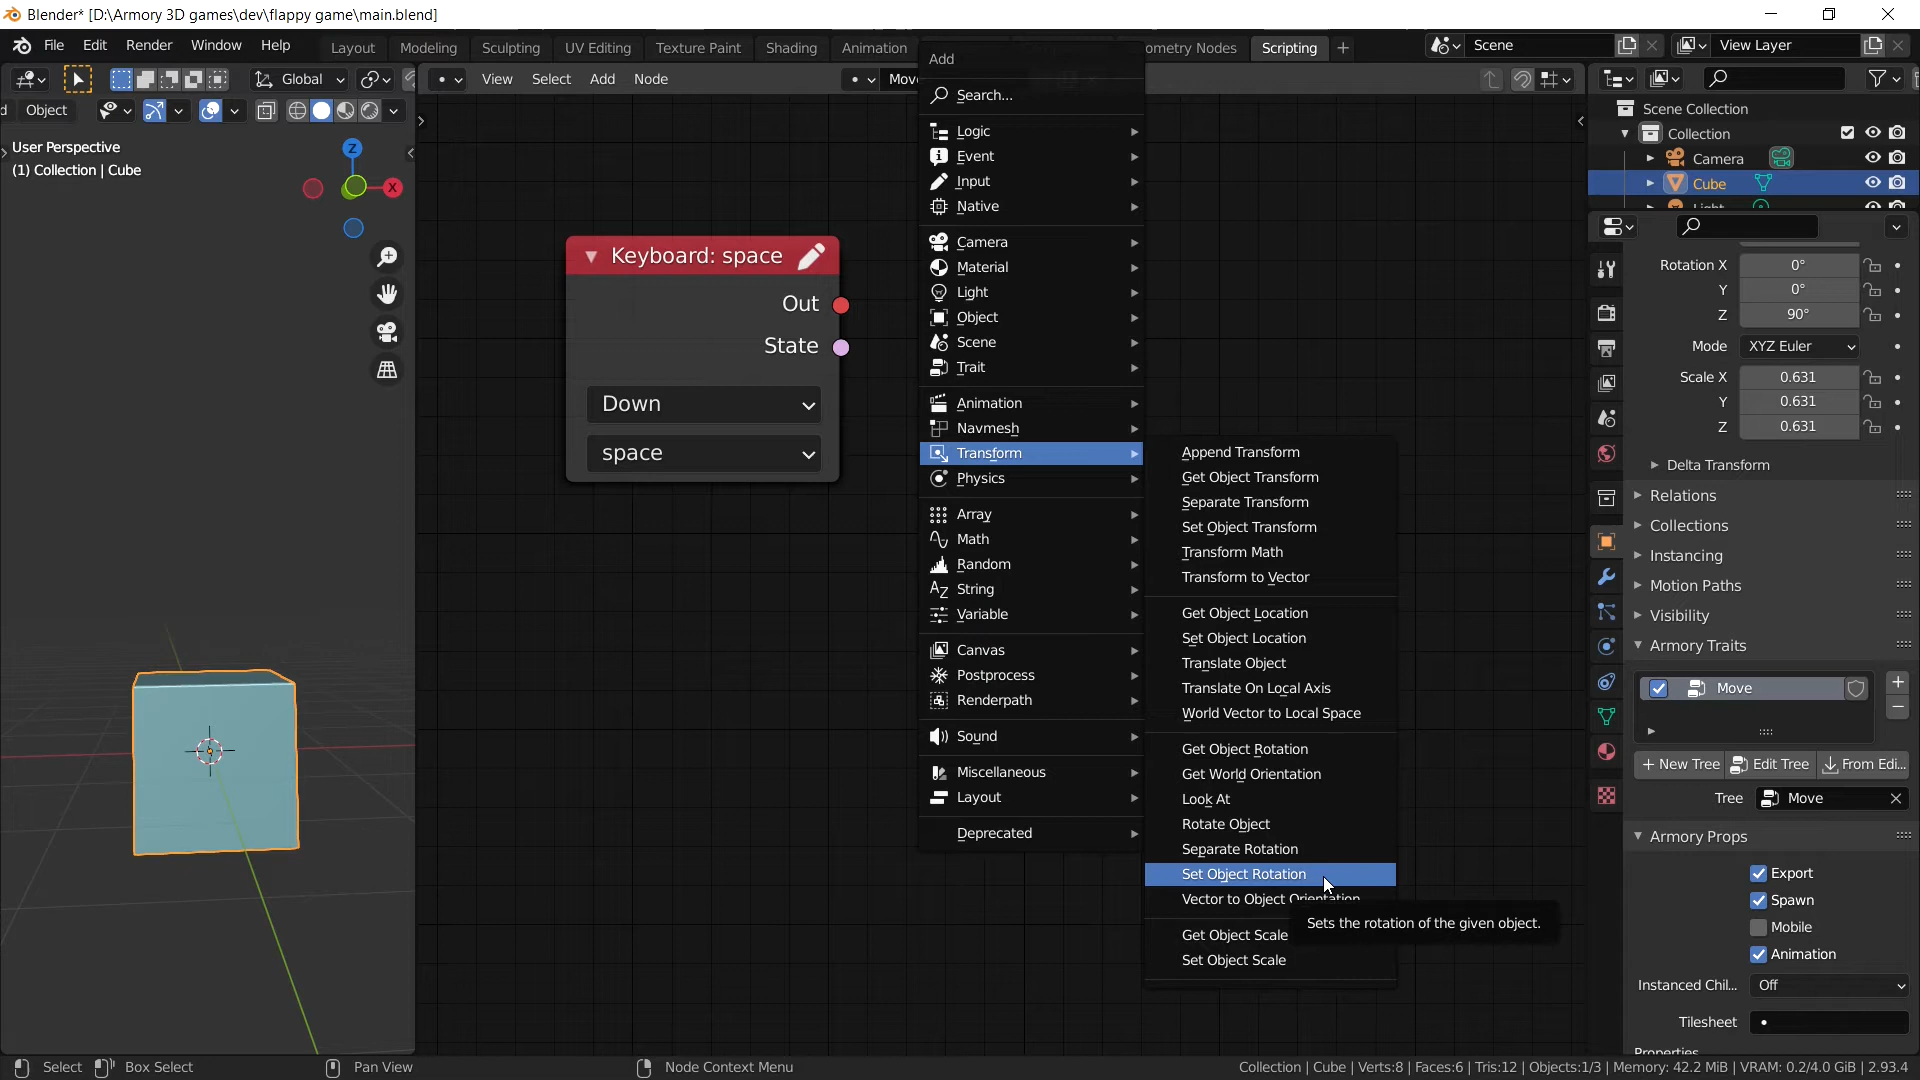 Blender* [D:\Armory 3D games\dev\flappy game\main.blend]
File Edit Render Window Help
Layout Modeling Sculpting UV Editing Texture Paint Shading Animation
ometry Nodes Scripting
Scene
View Layer
Global
View Select Add Node
Move
Object
User Perspective
(1) Collection | Cube
Z
X
Keyboard: space
Out
State
Down
space
Add
Search...
Logic
Event
Input
Native
Camera
Material
Light
Object
Scene
Trait
Animation
Navmesh
Transform
Physics
Array
Math
Random
String
Variable
Canvas
Postprocess
Renderpath
Sound
Miscellaneous
Layout
Deprecated
Append Transform
Get Object Transform
Separate Transform
Set Object Transform
Transform Math
Transform to Vector
Get Object Location
Set Object Location
Translate Object
Translate On Local Axis
World Vector to Local Space
Get Object Rotation
Get World Orientation
Look At
Rotate Object
Separate Rotation
Set Object Rotation
Vector to Object Orientation
Sets the rotation of the given object.
Get Object Scale
Set Object Scale
Scene Collection
Collection
Camera
Cube
Light
Rotation X 0°
Y 0°
Z 90°
Mode XYZ Euler
Scale X 0.631
Y 0.631
Z 0.631
Delta Transform
Relations
Collections
Instancing
Motion Paths
Visibility
Armory Traits
Move
New Tree Edit Tree From Edi...
Tree Move
Armory Props
Export
Spawn
Mobile
Animation
Instanced Chil... Off
Tilesheet
Properties
Select Box Select Pan View Node Context Menu
Collection | Cube | Verts:8 | Faces:6 | Tris:12 | Objects:1/3 | Memory: 42.2 MiB | VRAM: 0.2/4.0 GiB | 2.93.4